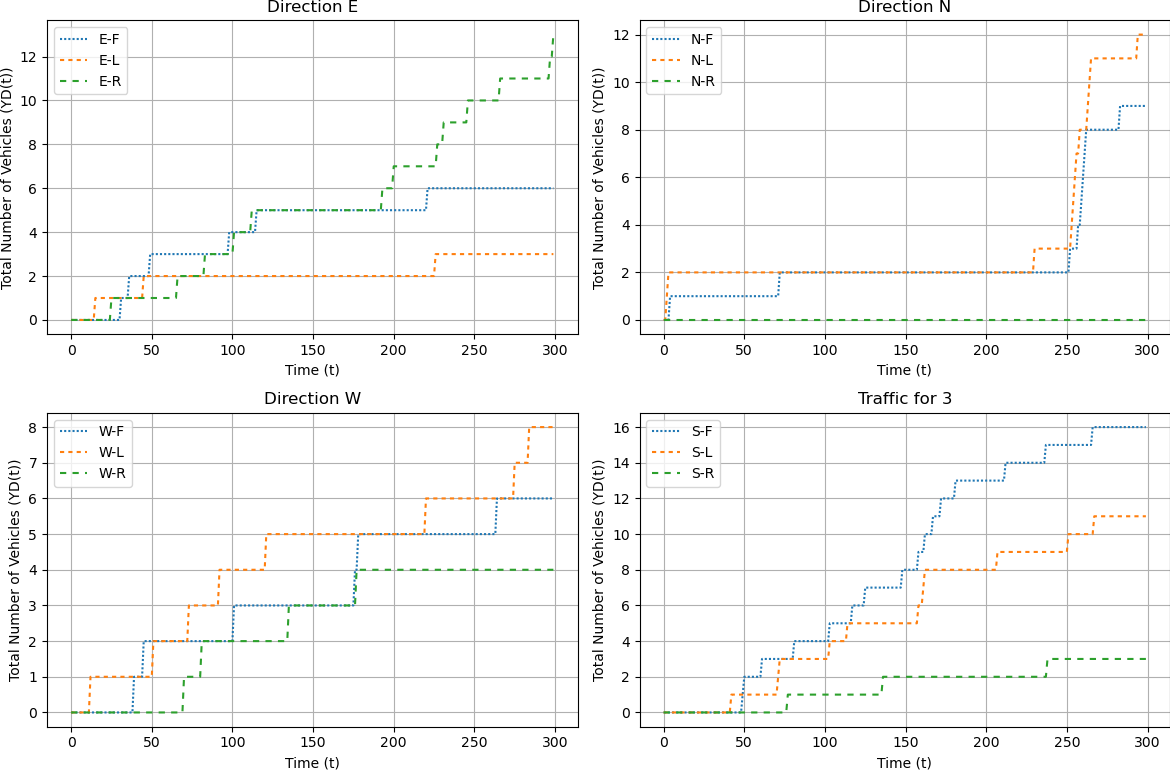 Direction E
Total Number of Vehicles (YD(t))
12
10
8
6
4
2
0
E-F
E-L
E-R
0 50 100 150 200 250 300
Time (t)
Direction N
Total Number of Vehicles (YD(t))
12
10
8
6
4
2
0
N-F
N-L
N-R
0 50 100 150 200 250 300
Time (t)
Direction W
Total Number of Vehicles (YD(t))
8
7
6
5
4
3
2
1
0
W-F
W-L
W-R
0 50 100 150 200 250 300
Time (t)
Traffic for 3
Total Number of Vehicles (YD(t))
16
14
12
10
8
6
4
2
0
S-F
S-L
S-R
0 50 100 150 200 250 300
Time (t)